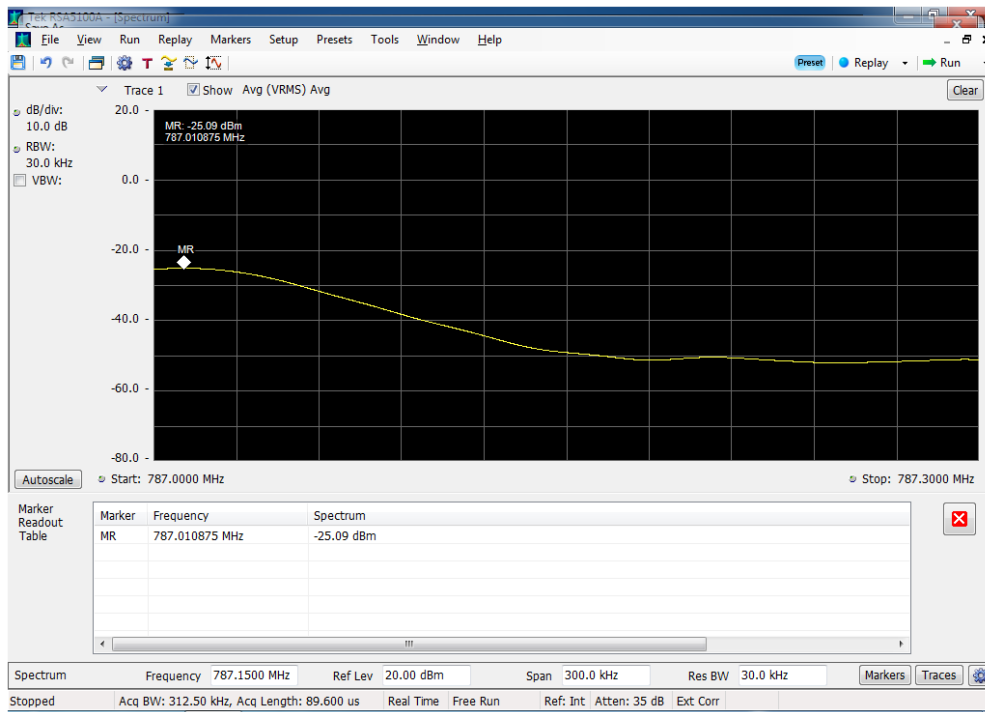 Tek RSA5100A - [Spectrum]
Save As
File View Run Replay Markers Setup Presets Tools Window Help
T Preset Replay Run
Trace 1 Show Avg (VRMS) Avg Clear
dB/div: 20.0 -
10.0 dB
MR: -25.09 dBm
787.010875 MHz
RBW:
30.0 kHz
VBW: 0.0 -
-20.0 -
MR
-40.0 -
-60.0 -
-80.0 -
Autoscale Start: 787.0000 MHz Stop: 787.3000 MHz
Marker Readout Table
Marker Frequency Spectrum
MR 787.010875 MHz -25.09 dBm
Spectrum Frequency 787.1500 MHz Ref Lev 20.00 dBm Span 300.0 kHz Res BW 30.0 kHz Markers Traces
Stopped Acq BW: 312.50 kHz, Acq Length: 89.600 us Real Time Free Run Ref: Int Atten: 35 dB Ext Corr